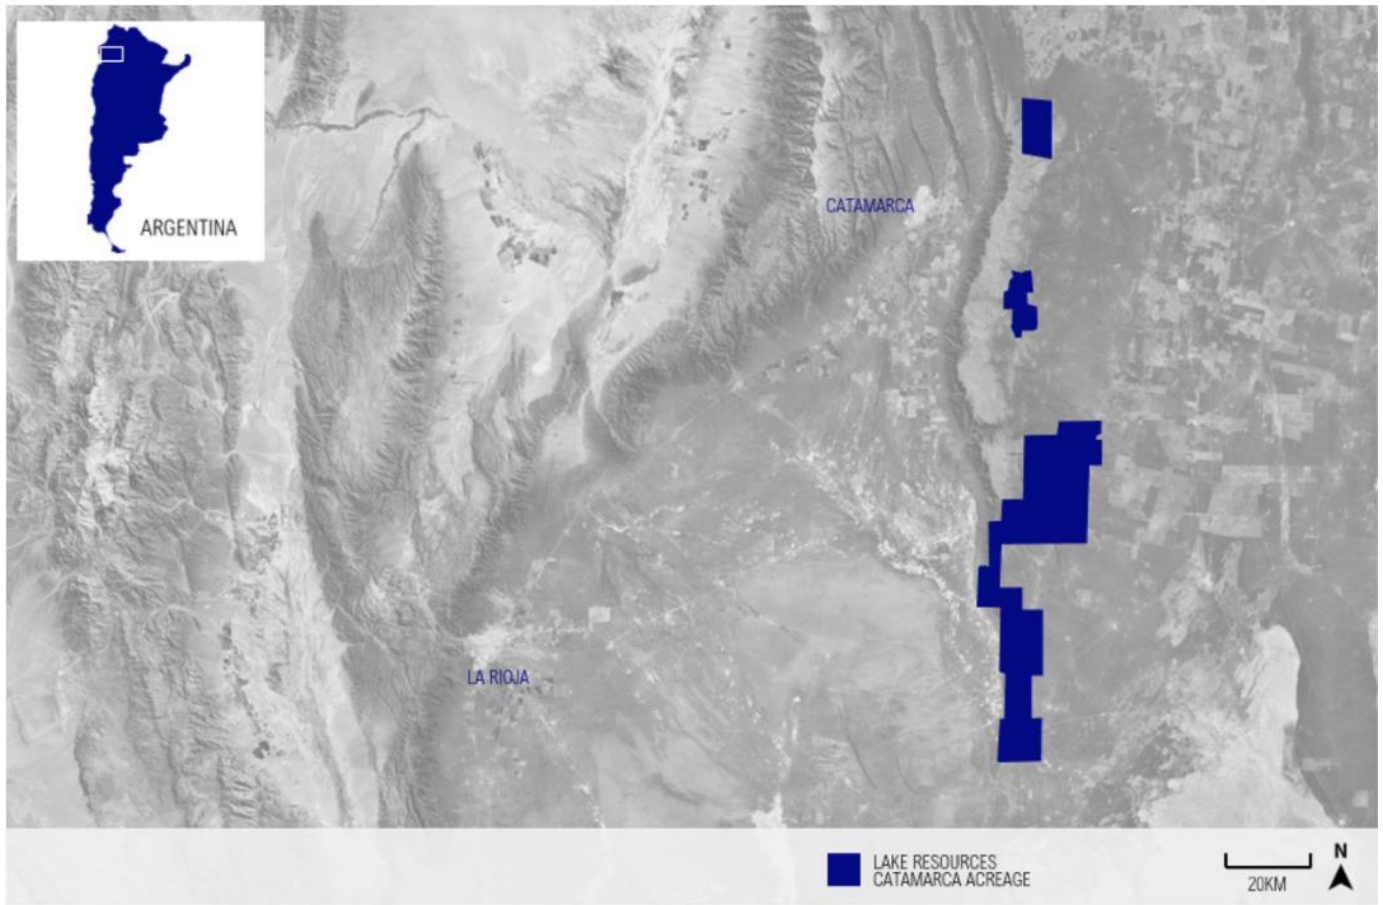 ARGENTINA
CATAMARCA
LA RIOJA
LAKE RESOURCES
CATAMARCA ACREAGE
20KM
N